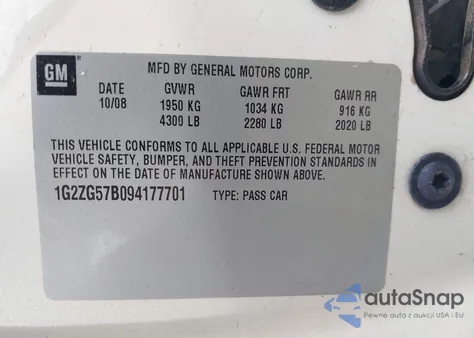 GM
MFD BY GENERAL MOTORS CORP.
DATE GVWR GAWR FRT GAWR RR
10/08 1950 KG 1034 KG 916 KG
4300 LB 2280 LB 2020 LB
THIS VEHICLE CONFORMS TO ALL APPLICABLE U.S. FEDERAL MOTOR
VEHICLE SAFETY, BUMPER, AND THEFT PREVENTION STANDARDS IN
EFFECT ON THE DATE OF MANUFACTURE SHOWN ABOVE.
1G2ZG57B094177701 TYPE: PASS CAR
autoSnap
Pewne auta z aukcji USA i EU